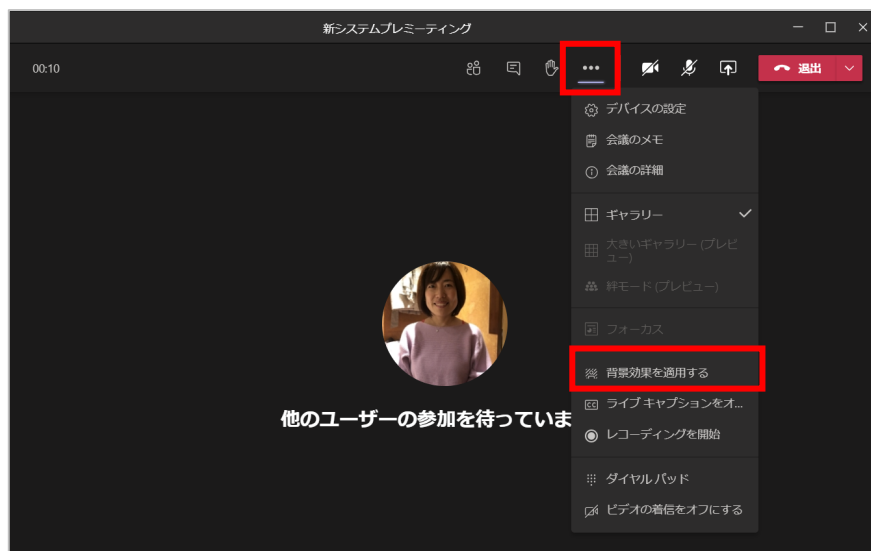 新システムプレミーティング
00:10
退出
デバイスの設定
会議のメモ
会議の詳細
ギャラリー
大きいギャラリー (プレビ
ュー)
絆モード (プレビュー)
フォーカス
背景効果を適用する
CC ライブ キャプションをオ...
他のユーザーの参加を待っていま
レコーディングを開始
ダイヤル パッド
ビデオの着信をオフにする